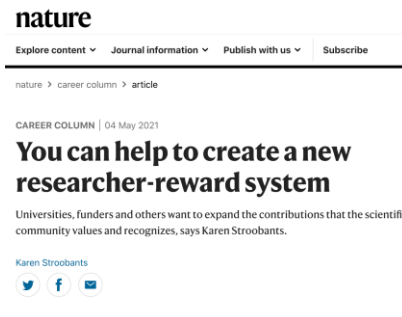 nature
Explore content Journal information Publish with us Subscribe
nature > career column > article
CAREER COLUMN | 04 May 2021
You can help to create a new
researcher-reward system
Universities, funders and others want to expand the contributions that the scientifi
community values and recognizes, says Karen Stroobants.
Karen Stroobants